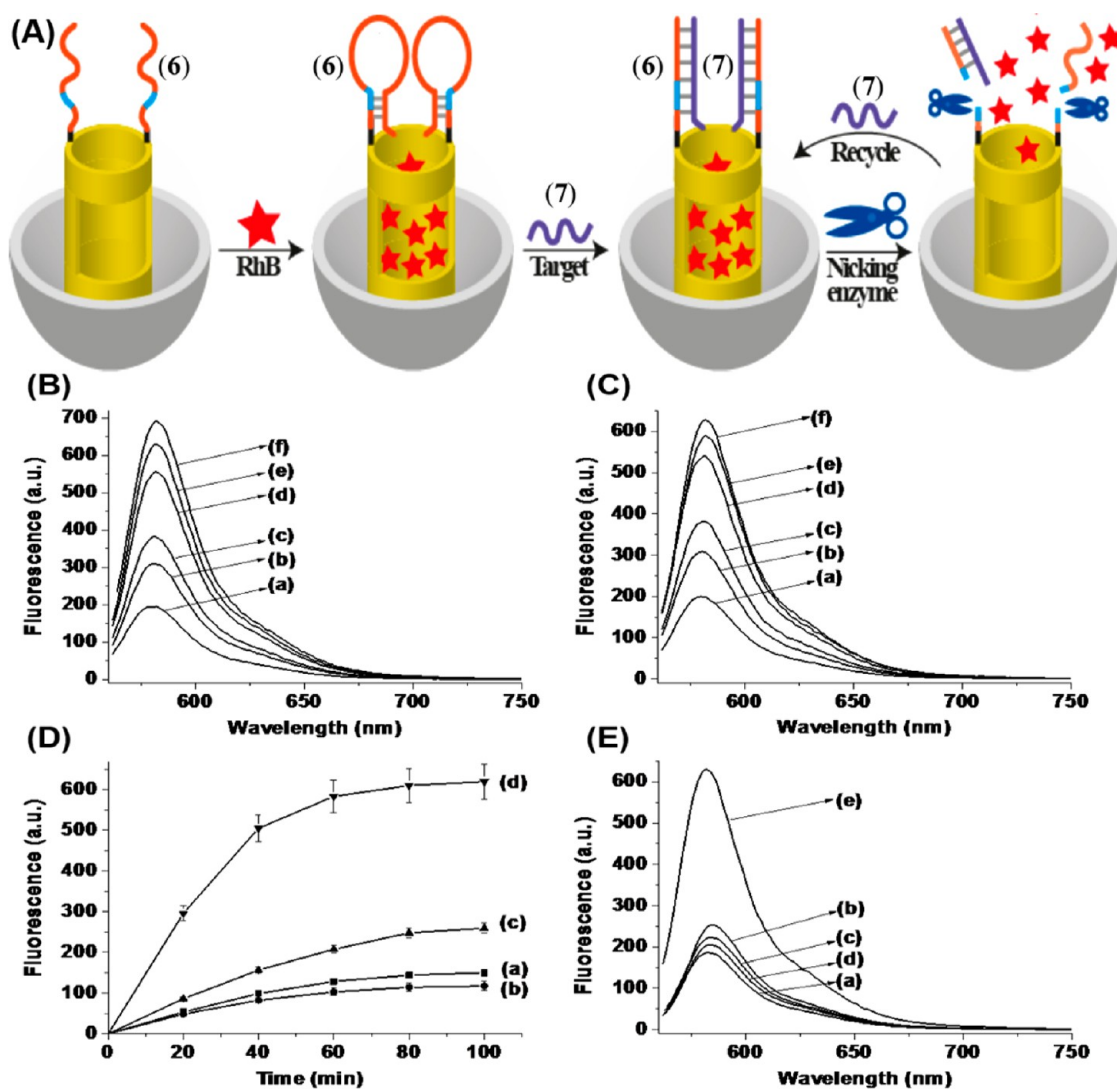 (A)
(6)
(6)
(6)
(7)
(7)
RhB
(7)
Target
Recycle
Nicking
enzyme
(B)
700
600
500
400
300
200
100
0
600
650
700
750
Wavelength (nm)
Fluorescence (a.u.)
(f)
(e)
(d)
(c)
(b)
(a)
(C)
600
500
400
300
200
100
0
600
650
700
750
Wavelength (nm)
Fluorescence (a.u.)
(f)
(e)
(d)
(c)
(b)
(a)
(D)
600
500
400
300
200
100
0
0
20
40
60
80
100
Time (min)
Fluorescence (a.u.)
(d)
(c)
(a)
(b)
(E)
600
500
400
300
200
100
0
600
650
700
750
Wavelength (nm)
Fluorescence (a.u.)
(e)
(b)
(c)
(d)
(a)